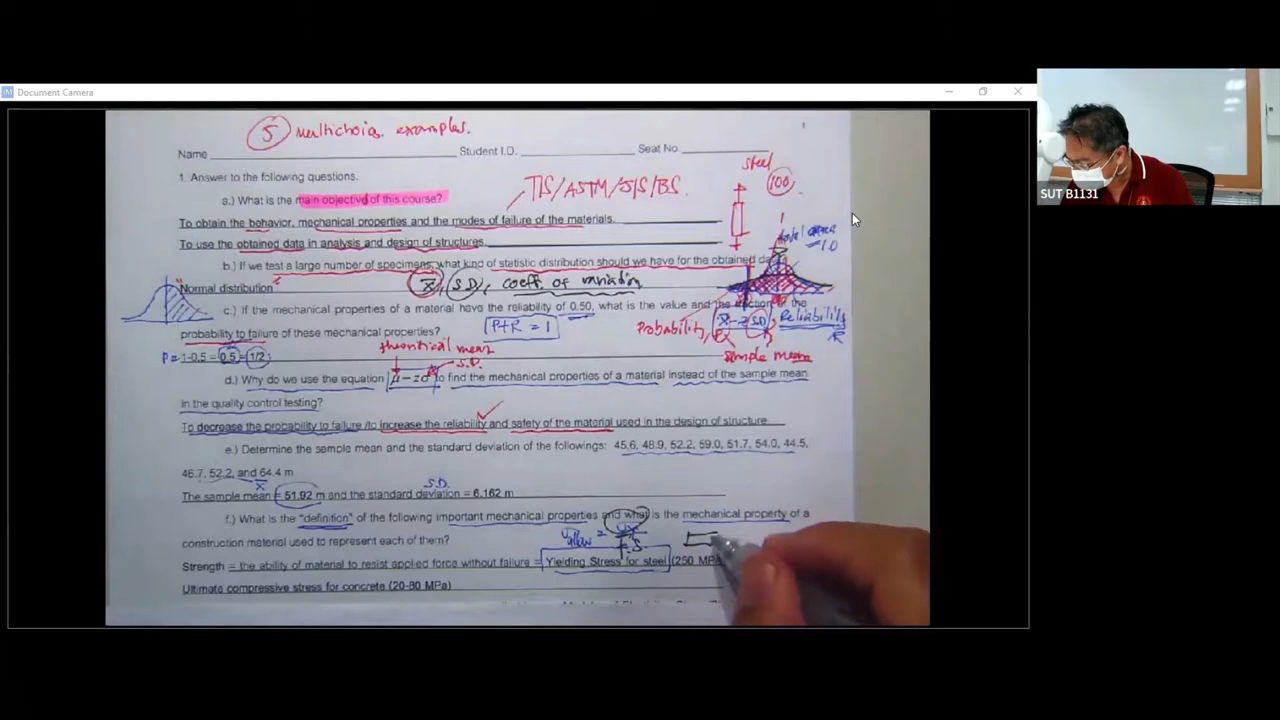 Document Camera
SUT B1131
5 multichoice examples.
Name Student I.D. Seat No.
Steel
100
1. Answer to the following questions.
TIS/ASTM/JIS/BS.
a.) What is the main objective of this course?
To obtain the behavior, mechanical properties and the modes of failure of the materials.
total area
=1.0
To use the obtained data in analysis and design of structures.
b.) If we test a large number of specimens, what kind of statistic distribution should we have for the obtained
Normal distribution
x̄, S.D., coeff. of variation
c.) If the mechanical properties of a material have the reliability of 0.50, what is the value and the fraction of the
Probability, P
x̄ - z SD
Reliability
R
probability to failure of these mechanical properties?
P+R = 1
sample mean
theoritical mean
S.D.
P = 1-0.5 = 0.5 = 1/2
d.) Why do we use the equation μ − zσ to find the mechanical properties of a material instead of the sample mean
in the quality control testing?
To decrease the probability to failure /to increase the reliability and safety of the material used in the design of structure
e.) Determine the sample mean and the standard deviation of the followings: 45.6, 48.9, 52.2, 59.0, 51.7, 54.0, 44.5,
46.7, 52.2, and 64.4 m
x̄
S.D.
The sample mean = 51.92 m and the standard deviation = 6.162 m
f.) What is the "definition" of the following important mechanical properties and what is the mechanical property of a
construction material used to represent each of them?
F.S.
Strength = the ability of material to resist applied force without failure = Yielding Stress for steel (250 MPa
Ultimate compressive stress for concrete (20-80 MPa)